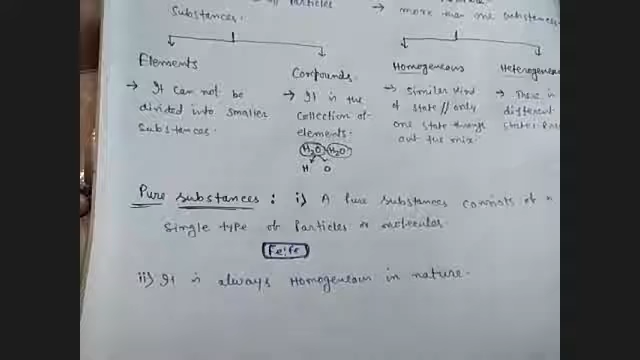 Particles
Substances.
→ more than one substances.
Elements
Compounds
Homogeneous
Heterogeneous
→ It can not be
divided into smaller
substances.
→ It is the
collection of
elements.
H2O H2O
H O
→ Similar kind
of state // only
one state through
out the mix.
→ There is
different
states
Pure substances : i) A Pure substances consists of a
Single type of Particles or molecules.
Fe:Fe
ii) It is always Homogeneous in nature.